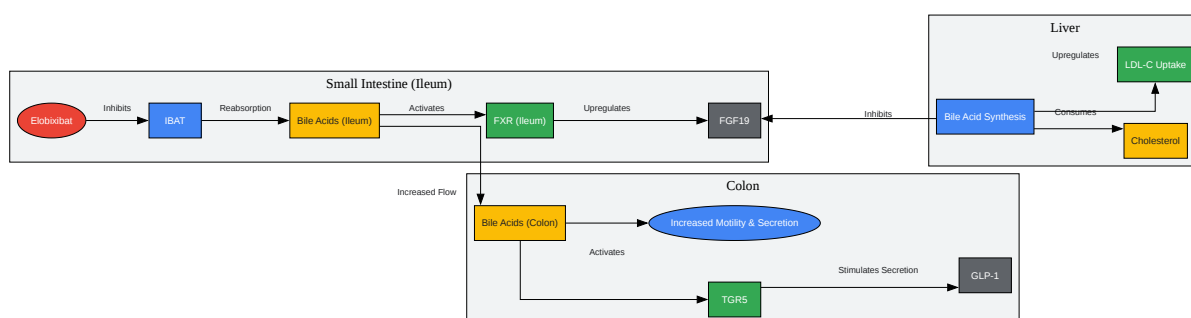 Liver
Upregulates
LDL-C Uptake
Small Intestine (Ileum)
Elobixibat
Inhibits
IBAT
Reabsorption
Bile Acids (Ileum)
Activates
FXR (Ileum)
Upregulates
FGF19
Inhibits
Bile Acid Synthesis
Consumes
Cholesterol
Increased Flow
Colon
Bile Acids (Colon)
Increased Motility & Secretion
Activates
TGR5
Stimulates Secretion
GLP-1